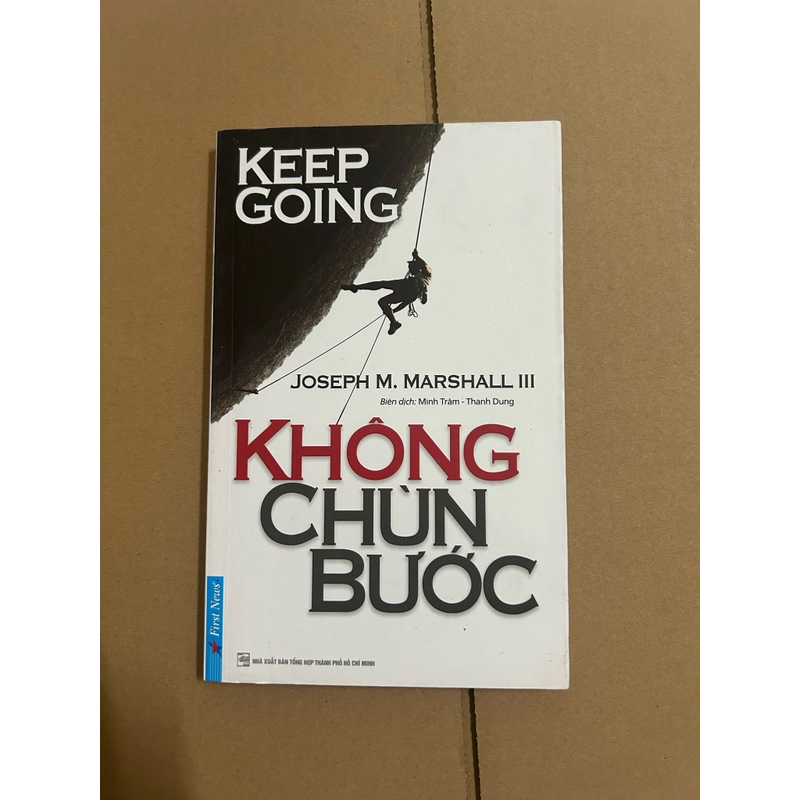 KEEP
GOING
JOSEPH M. MARSHALL III
Biên dịch: Minh Trâm - Thanh Dung
KHÔNG
CHÙN
BƯỚC
First News
NHÀ XUẤT BẢN TỔNG HỢP THÀNH PHỐ HỒ CHÍ MINH